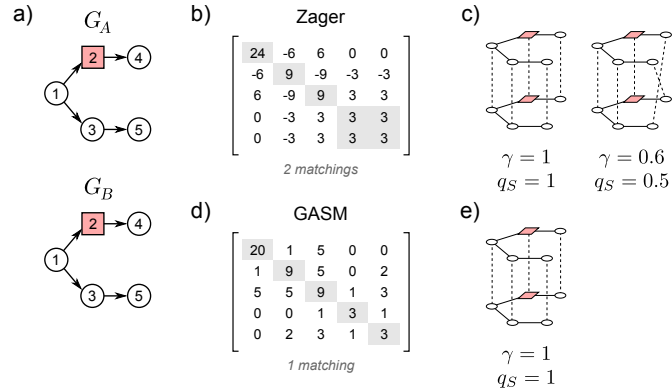 a)
G_A
2
4
1
3
5
G_B
2
4
1
3
5
b)
Zager
24 -6 6 0 0
-6 9 -9 -3 -3
6 -9 9 3 3
0 -3 3 3 3
0 -3 3 3 3
2 matchings
c)
γ = 1 γ = 0.6
q_S = 1 q_S = 0.5
d)
GASM
20 1 5 0 0
1 9 5 0 2
5 5 9 1 3
0 0 1 3 1
0 2 3 1 3
1 matching
e)
γ = 1
q_S = 1